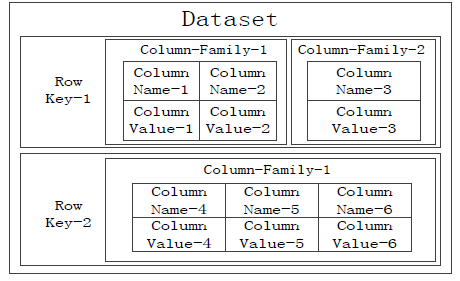 Dataset
Row
Key-1
Column-Family-1
Column
Name-1
Column
Name-2
Column
Value-1
Column
Value-2
Column-Family-2
Column
Name-3
Column
Value-3
Row
Key-2
Column-Family-1
Column
Name-4
Column
Name-5
Column
Name-6
Column
Value-4
Column
Value-5
Column
Value-6